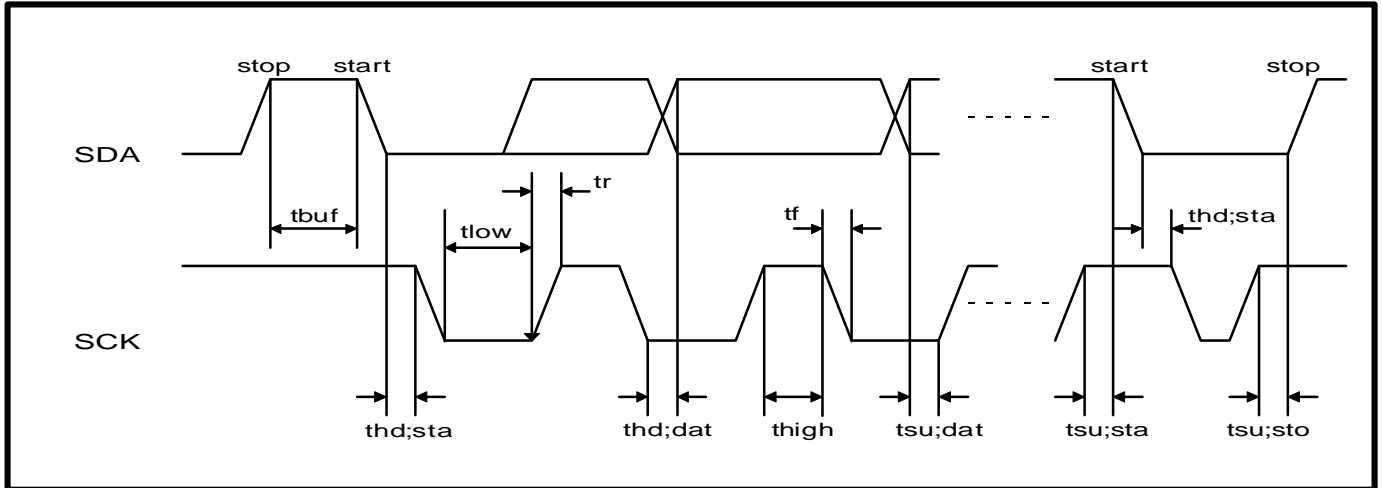 stop start start stop
SDA
tr
tbuf tlow tf thd;sta
SCK
thd;sta thd;dat thigh tsu;dat tsu;sta tsu;sto